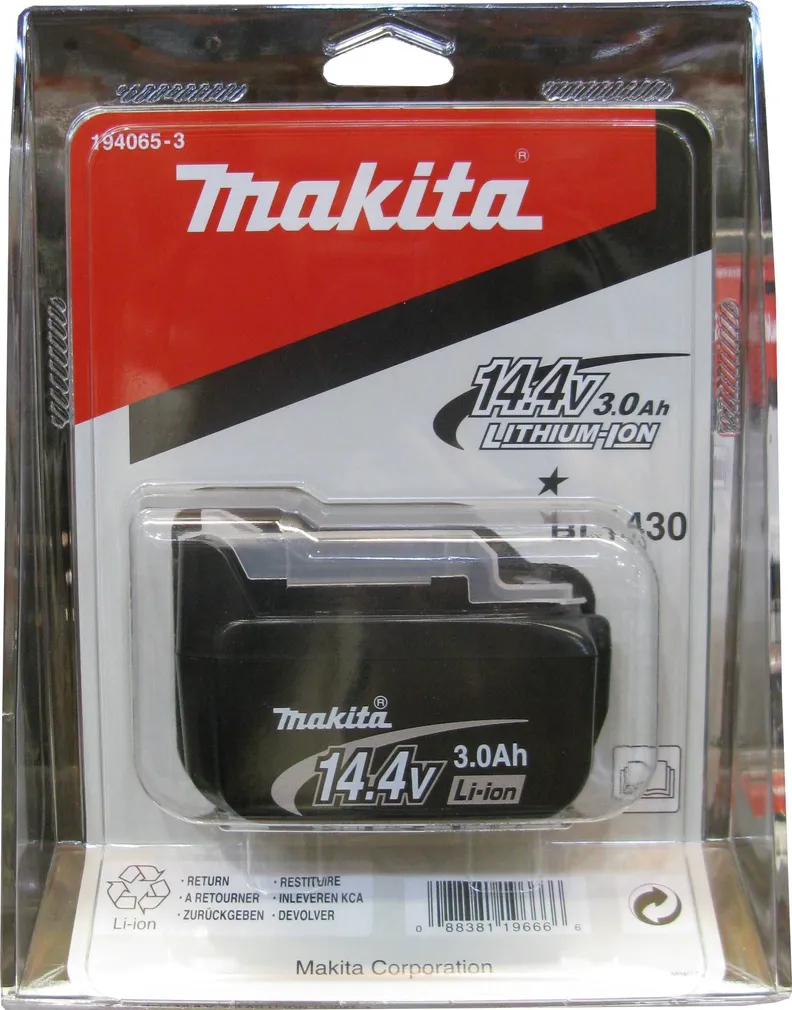 194065-3
makita®
14.4V 3.0Ah
LITHIUM-ION
★
BL1430
makita®
14.4V 3.0Ah
Li-ion
Li-ion
· RETURN · RESTITUIRE
· A RETOURNER · INLEVEREN KCA
· ZURÜCKGEBEN · DEVOLVER
0 88381 19666 6
Makita Corporation